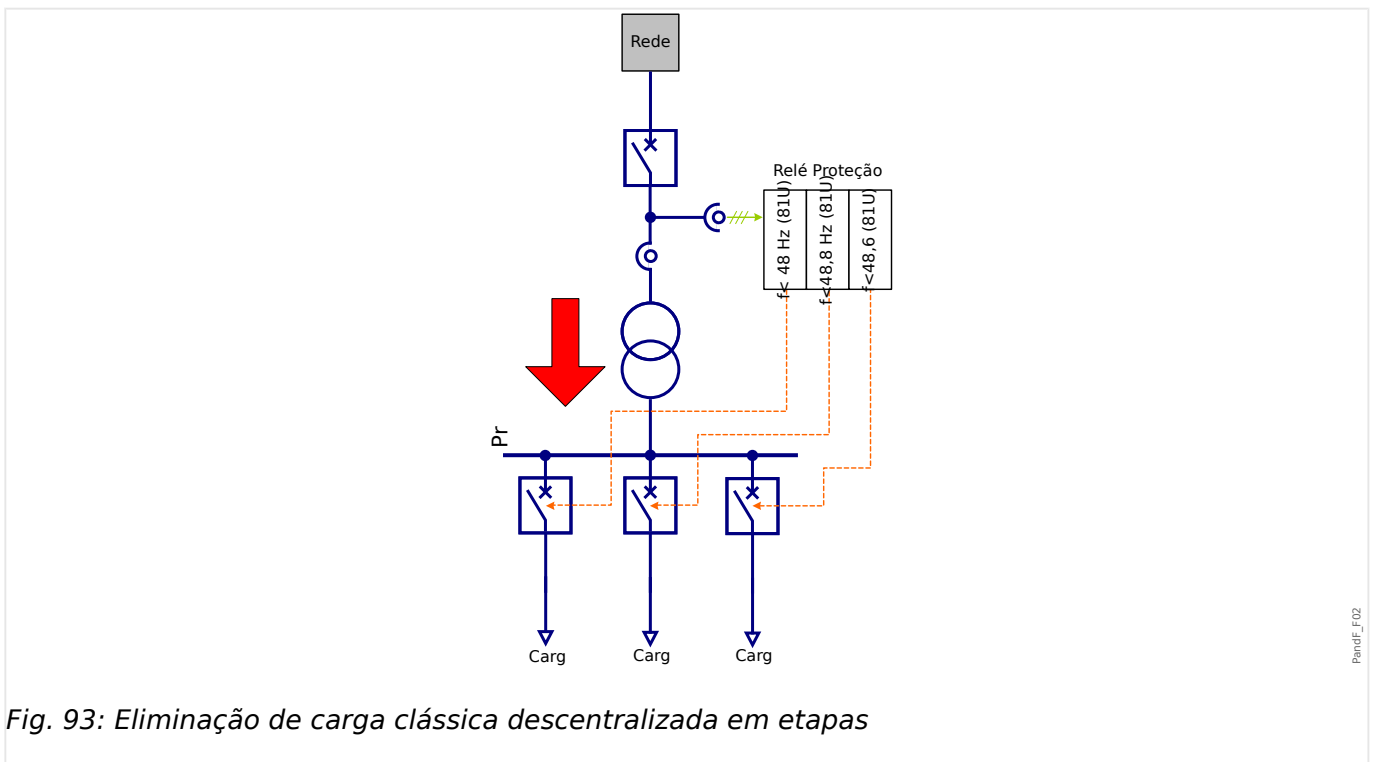 Rede
Relé Proteção
f< 48 Hz (81U)
f<48,8 Hz (81U)
f<48,6 (81U)
Pr
Carg
Carg
Carg
PandF_F02
Fig. 93: Eliminação de carga clássica descentralizada em etapas